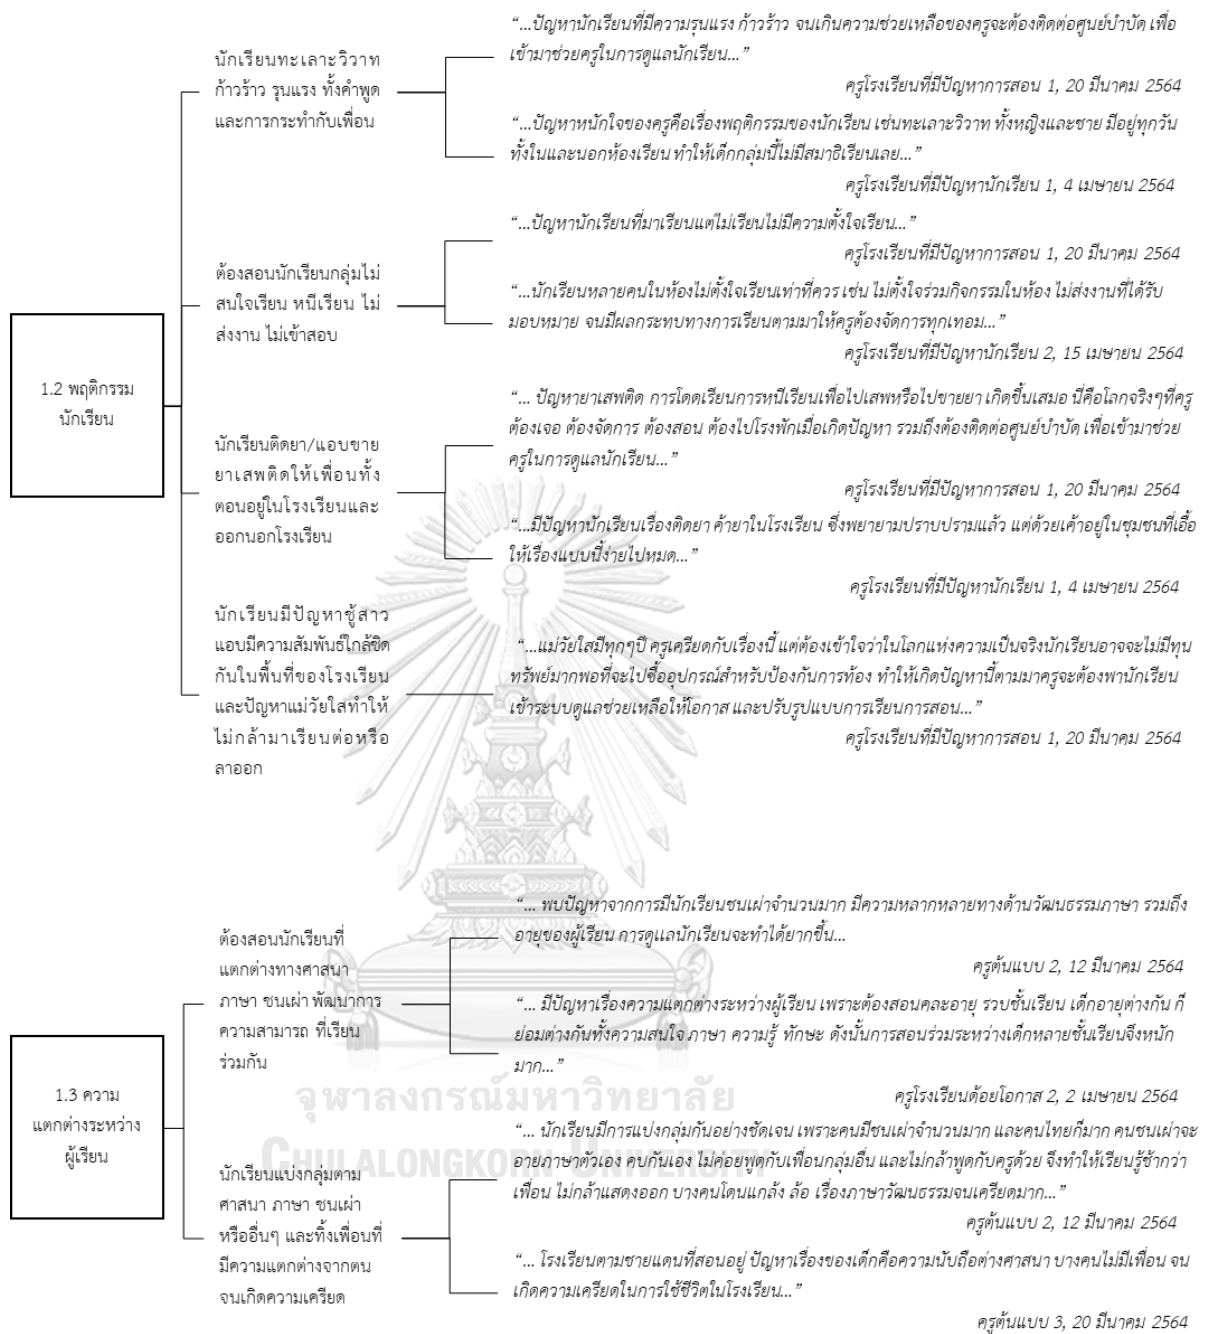 1.2 พฤติกรรม
นักเรียน
นักเรียนทะเลาะวิวาท
ก้าวร้าว รุนแรง ทั้งคำพูด
และการกระทำกับเพื่อน
“...ปัญหานักเรียนที่มีความรุนแรง ก้าวร้าว จนเกินความช่วยเหลือของครูจะต้องติดต่อศูนย์บำบัด เพื่อ
เข้ามาช่วยครูในการดูแลนักเรียน...”
ครูโรงเรียนที่มีปัญหาการสอน 1, 20 มีนาคม 2564
“...ปัญหาหนักใจของครูคือเรื่องพฤติกรรมของนักเรียน เช่นทะเลาะวิวาท ทั้งหญิงและชาย มีอยู่ทุกวัน
ทั้งในและนอกห้องเรียน ทำให้เด็กกลุ่มนี้ไม่มีสมาธิเรียนเลย...”
ครูโรงเรียนที่มีปัญหานักเรียน 1, 4 เมษายน 2564
ต้องสอนนักเรียนกลุ่มไม่
สนใจเรียน หนีเรียน ไม่
ส่งงาน ไม่เข้าสอบ
“...ปัญหานักเรียนที่มาเรียนแต่ไม่เรียนไม่มีความตั้งใจเรียน...”
ครูโรงเรียนที่มีปัญหาการสอน 1, 20 มีนาคม 2564
“...นักเรียนหลายคนในห้องไม่ตั้งใจเรียนเท่าที่ควร เช่น ไม่ตั้งใจร่วมกิจกรรมในห้อง ไม่ส่งงานที่ได้รับ
มอบหมาย จนมีผลกระทบทางการเรียนตามมาให้ครูต้องจัดการทุกเทอม...”
ครูโรงเรียนที่มีปัญหานักเรียน 2, 15 เมษายน 2564
นักเรียนติดยา/แอบขาย
ยาเสพติดให้เพื่อนทั้ง
ตอนอยู่ในโรงเรียนและ
ออกนอกโรงเรียน
“... ปัญหายาเสพติด การโดดเรียนการหนีเรียนเพื่อไปเสพหรือไปขายยา เกิดขึ้นเสมอ นี่คือโลกจริงๆที่ครู
ต้องเจอ ต้องจัดการ ต้องสอน ต้องไปโรงพักเมื่อเกิดปัญหา รวมถึงต้องติดต่อศูนย์บำบัด เพื่อเข้ามาช่วย
ครูในการดูแลนักเรียน...”
ครูโรงเรียนที่มีปัญหาการสอน 1, 20 มีนาคม 2564
“...มีปัญหานักเรียนเรื่องติดยา ค้ายาในโรงเรียน ซึ่งพยายามปราบปรามแล้ว แต่ด้วยเค้าอยู่ในชุมชนที่เอื้อ
ให้เรื่องแบบนี้ง่ายไปหมด...”
ครูโรงเรียนที่มีปัญหานักเรียน 1, 4 เมษายน 2564
นักเรียนมีปัญหาชู้สาว
แอบมีความสัมพันธ์ใกล้ชิด
กันในพื้นที่ของโรงเรียน
และปัญหาแม่วัยใสทำให้
ไม่กล้ามาเรียนต่อหรือ
ลาออก
“...แม่วัยใสมีทุกๆปี ครูเครียดกับเรื่องนี้ แต่ต้องเข้าใจว่าในโลกแห่งความเป็นจริงนักเรียนอาจจะไม่มีทุน
ทรัพย์มากพอที่จะไปซื้ออุปกรณ์สำหรับป้องกันการท้อง ทำให้เกิดปัญหานี้ตามมาครูจะต้องพานักเรียน
เข้าระบบดูแลช่วยเหลือให้โอกาส และปรับรูปแบบการเรียนการสอน...”
ครูโรงเรียนที่มีปัญหาการสอน 1, 20 มีนาคม 2564
1.3 ความ
แตกต่างระหว่าง
ผู้เรียน
ต้องสอนนักเรียนที่
แตกต่างทางศาสนา
ภาษา ชนเผ่า พัฒนาการ
ความสามารถ ที่เรียน
ร่วมกัน
“... พบปัญหาจากการมีนักเรียนชนเผ่าจำนวนมาก มีความหลากหลายทางด้านวัฒนธรรมภาษา รวมถึง
อายุของผู้เรียน การดูแลนักเรียนจะทำได้ยากขึ้น...
ครูต้นแบบ 2, 12 มีนาคม 2564
“... มีปัญหาเรื่องความแตกต่างระหว่างผู้เรียน เพราะต้องสอนคละอายุ รวบชั้นเรียน เด็กอายุต่างกัน ก็
ย่อมต่างกันทั้งความสนใจ ภาษา ความรู้ ทักษะ ดังนั้นการสอนร่วมระหว่างเด็กหลายชั้นเรียนจึงหนัก
มาก...”
ครูโรงเรียนด้อยโอกาส 2, 2 เมษายน 2564
นักเรียนแบ่งกลุ่มตาม
ศาสนา ภาษา ชนเผ่า
หรืออื่นๆ และทิ้งเพื่อนที่
มีความแตกต่างจากตน
จนเกิดความเครียด
“... นักเรียนมีการแบ่งกลุ่มกันอย่างชัดเจน เพราะคนมีชนเผ่าจำนวนมาก และคนไทยก็มาก คนชนเผ่าจะ
อายภาษาตัวเอง คบกันเอง ไม่ค่อยพูดกับเพื่อนกลุ่มอื่น และไม่กล้าพูดกับครูด้วย จึงทำให้เรียนรู้ช้ากว่า
เพื่อน ไม่กล้าแสดงออก บางคนโดนแกล้ง ล้อ เรื่องภาษาวัฒนธรรมจนเครียดมาก...”
ครูต้นแบบ 2, 12 มีนาคม 2564
“... โรงเรียนตามชายแดนที่สอนอยู่ ปัญหาเรื่องของเด็กคือความนับถือต่างศาสนา บางคนไม่มีเพื่อน จน
เกิดความเครียดในการใช้ชีวิตในโรงเรียน...”
ครูต้นแบบ 3, 20 มีนาคม 2564
จุฬาลงกรณ์มหาวิทยาลัย
CHULALONGKORN UNIVERSITY